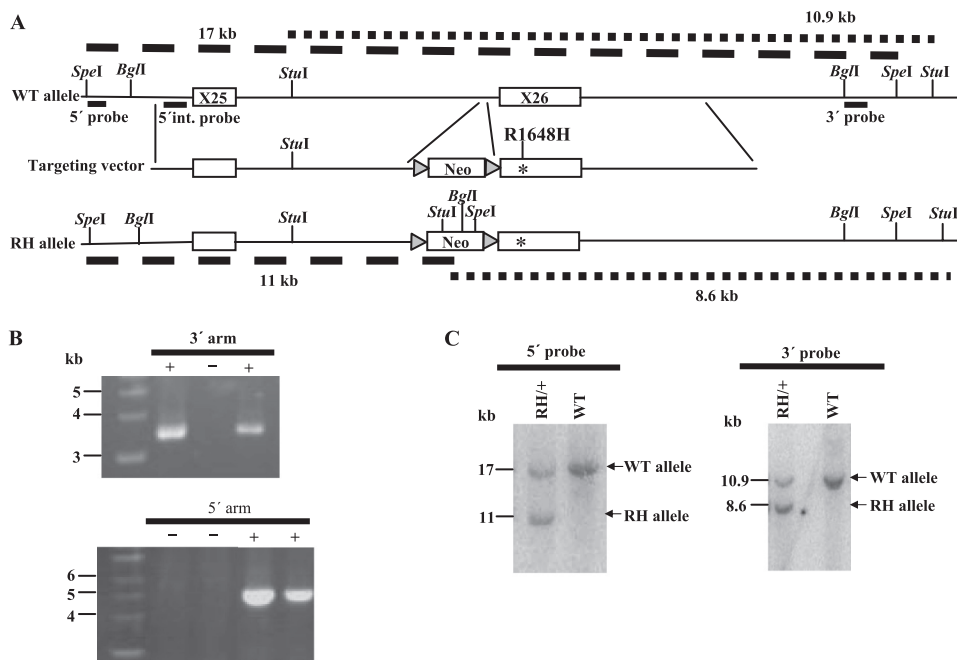 A
17 kb
10.9 kb
SpeI BglI StuI BglI SpeI StuI
WT allele X25 X26
5´ probe 5´int. probe 3´ probe
R1648H
StuI
Targeting vector Neo *
BglI
SpeI BglI StuI StuI SpeI BglI SpeI StuI
RH allele Neo *
11 kb
8.6 kb
B
3´ arm
kb + − +
5
4
3
5´ arm
− − + +
6
5
4
C
5´ probe
kb RH/+ WT
17 WT allele
11 RH allele
3´ probe
kb RH/+ WT
10.9 WT allele
8.6 RH allele